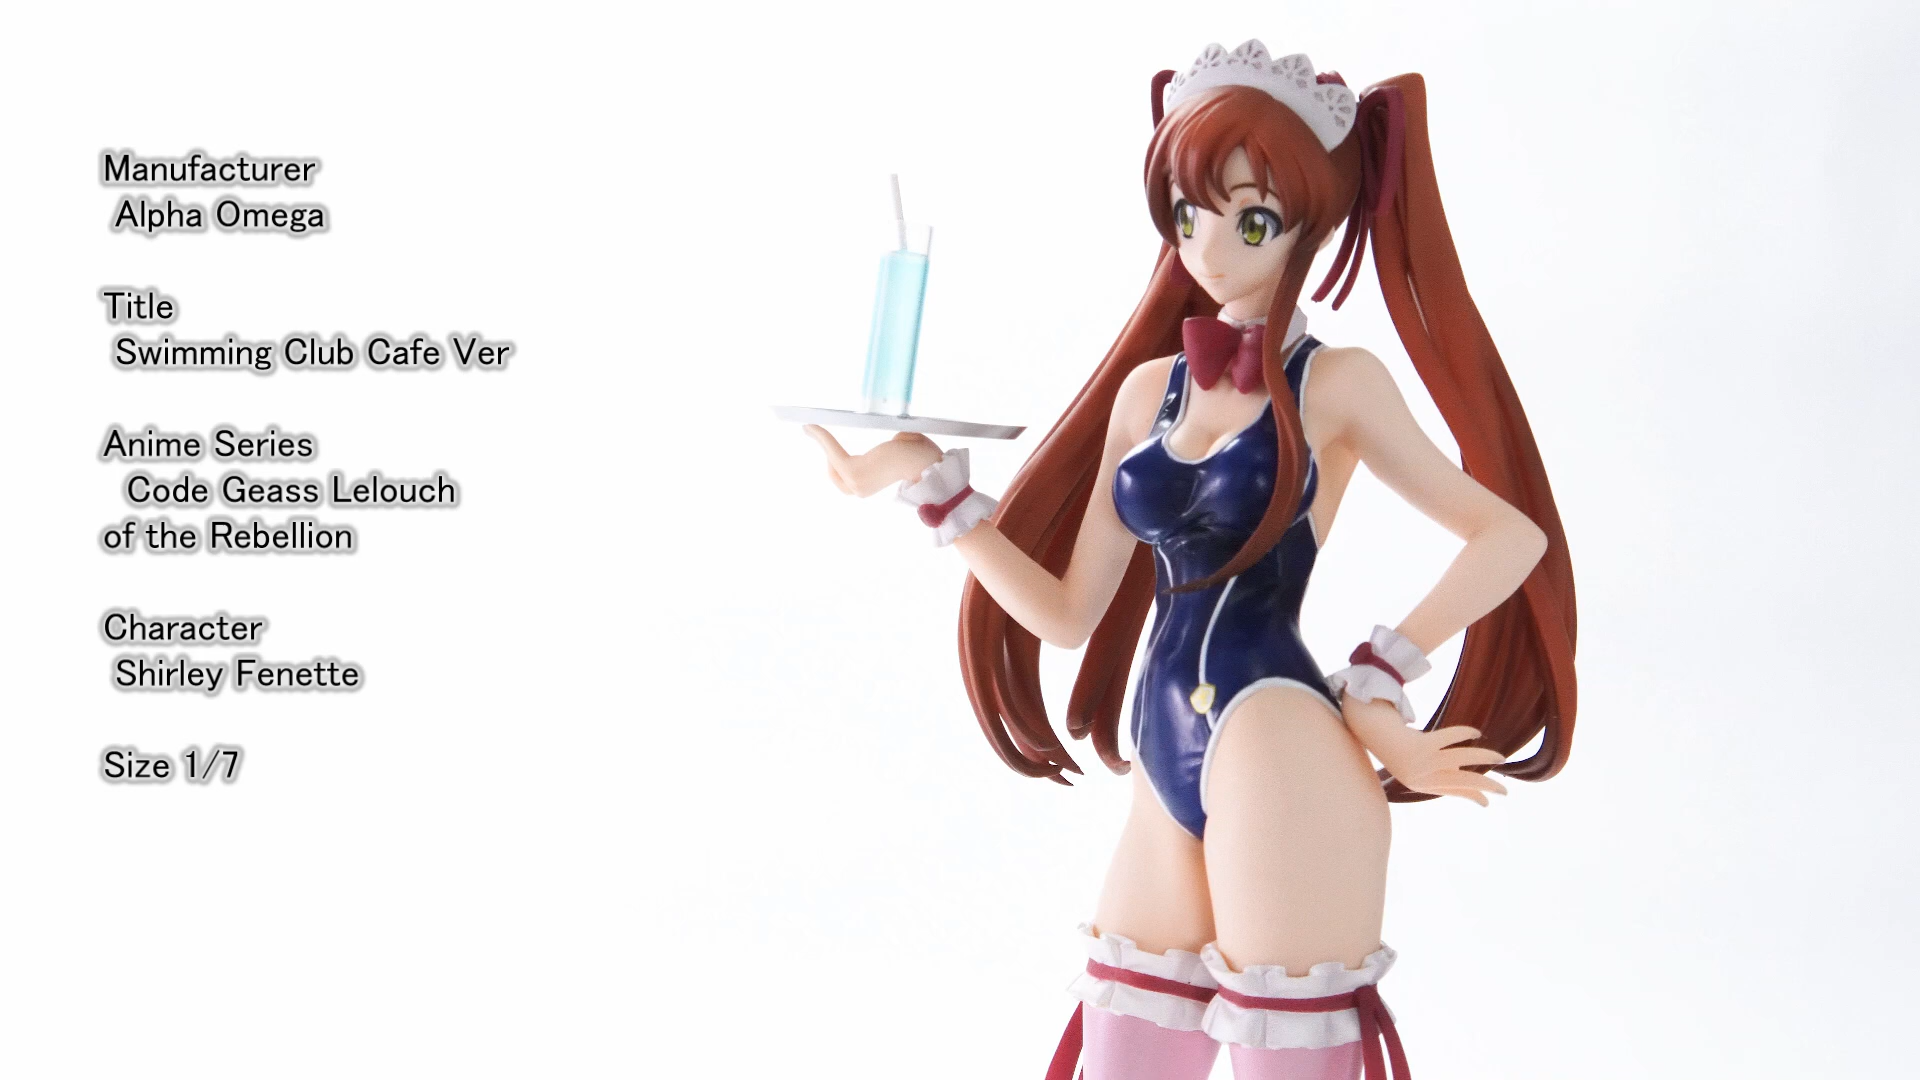 Manufacturer
Alpha Omega
Title
Swimming Club Cafe Ver
Anime Series
Code Geass Lelouch
of the Rebellion
Character
Shirley Fenette
Size 1/7